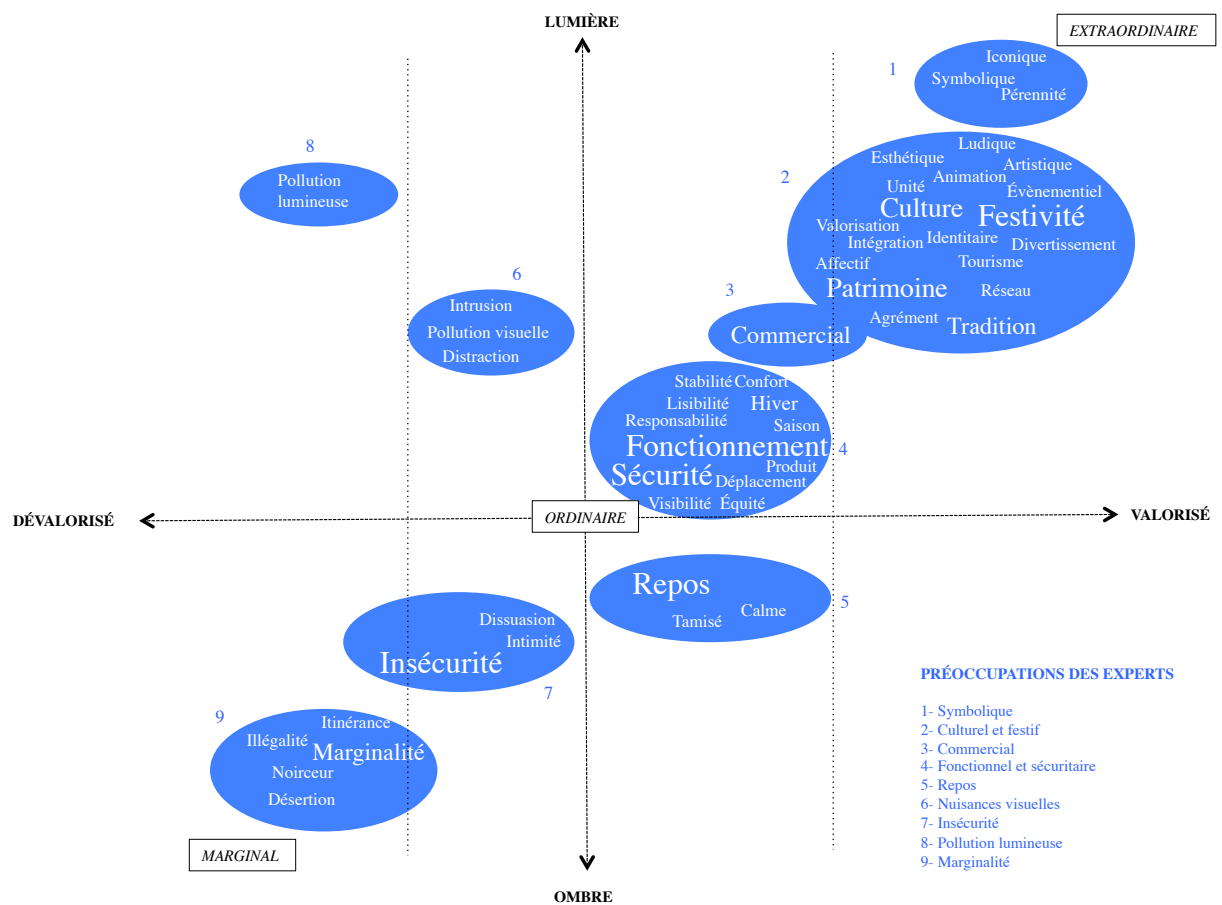 LUMIÈRE
EXTRAORDINAIRE
1
Iconique
Symbolique
Pérennité
8
Pollution
lumineuse
2
Ludique
Esthétique
Artistique
Animation
Unité
Évènementiel
Culture
Festivité
Valorisation
Identitaire
Intégration
Divertissement
Affectif
Tourisme
Patrimoine
Réseau
Agrément
Tradition
6
Intrusion
Pollution visuelle
Distraction
3
Commercial
Stabilité
Confort
Lisibilité
Hiver
Responsabilité
Saison
Fonctionnement
4
Produit
Sécurité
Déplacement
Visibilité
Équité
DÉVALORISÉ
ORDINAIRE
VALORISÉ
Repos
5
Calme
Tamisé
Dissuasion
Intimité
Insécurité
7
9
Itinérance
Illégalité
Marginalité
Noirceur
Désertion
MARGINAL
OMBRE
PRÉOCCUPATIONS DES EXPERTS
1- Symbolique
2- Culturel et festif
3- Commercial
4- Fonctionnel et sécuritaire
5- Repos
6- Nuisances visuelles
7- Insécurité
8- Pollution lumineuse
9- Marginalité